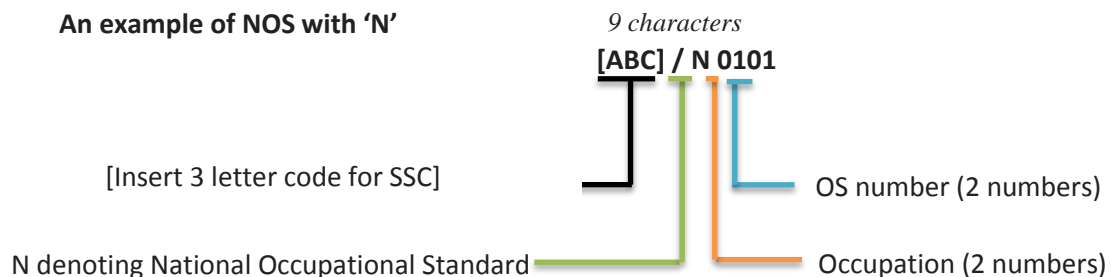 An example of NOS with ‘N’
9 characters
[ABC] / N 0101
[Insert 3 letter code for SSC]
OS number (2 numbers)
N denoting National Occupational Standard
Occupation (2 numbers)